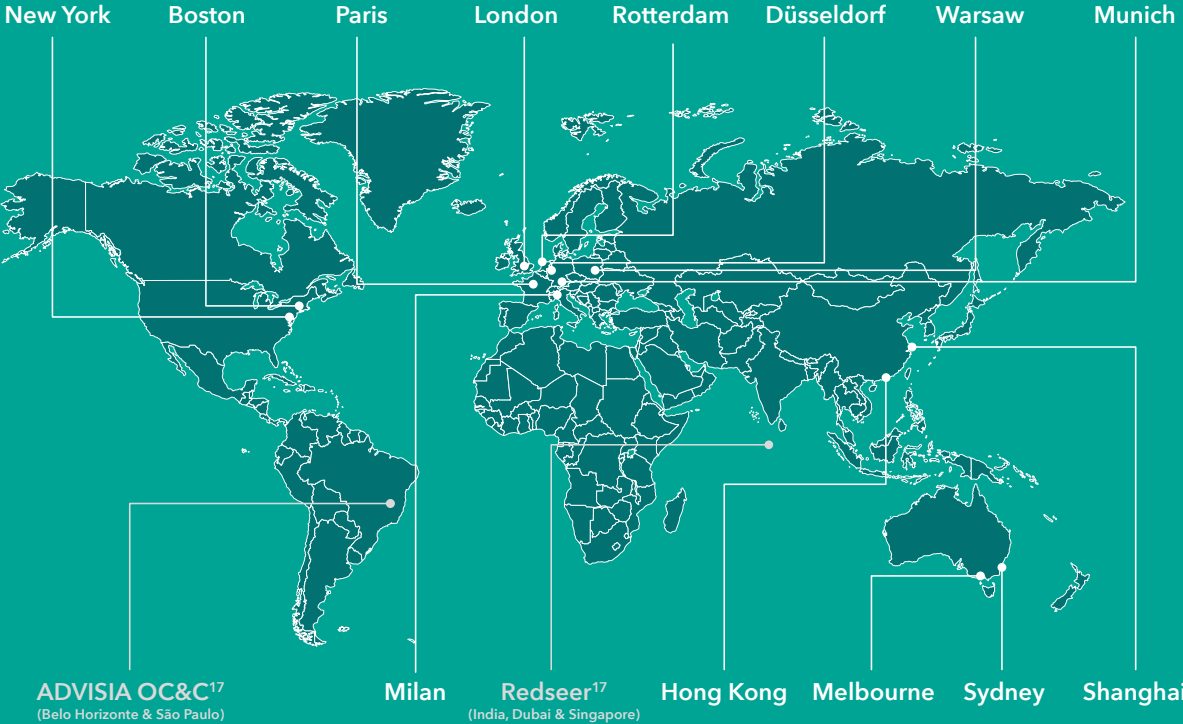 New York Boston Paris London Rotterdam Düsseldorf Warsaw Munich
ADVISIA OC&C17 Milan Redseer17 Hong Kong Melbourne Sydney Shanghai
(Belo Horizonte & São Paulo) (India, Dubai & Singapore)